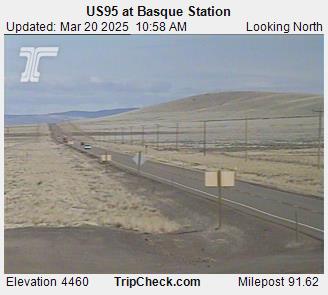 US95 at Basque Station
Updated: Mar 20 2025 10:58 AM Looking North
Elevation 4460 TripCheck.com Milepost 91.62